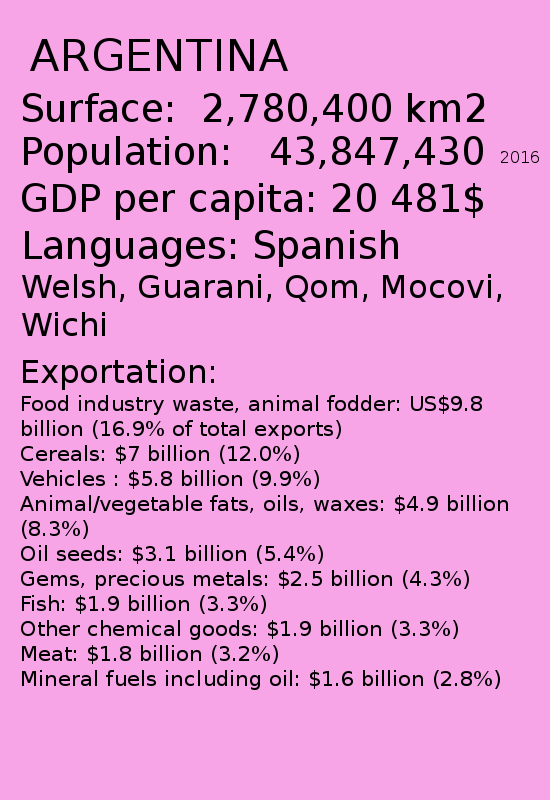 ARGENTINA
Surface: 2,780,400 km2
Population: 43,847,430 2016
GDP per capita: 20 481$
Languages: Spanish
Welsh, Guarani, Qom, Mocovi,
Wichi
Exportation:
Food industry waste, animal fodder: US$9.8
billion (16.9% of total exports)
Cereals: $7 billion (12.0%)
Vehicles : $5.8 billion (9.9%)
Animal/vegetable fats, oils, waxes: $4.9 billion
(8.3%)
Oil seeds: $3.1 billion (5.4%)
Gems, precious metals: $2.5 billion (4.3%)
Fish: $1.9 billion (3.3%)
Other chemical goods: $1.9 billion (3.3%)
Meat: $1.8 billion (3.2%)
Mineral fuels including oil: $1.6 billion (2.8%)